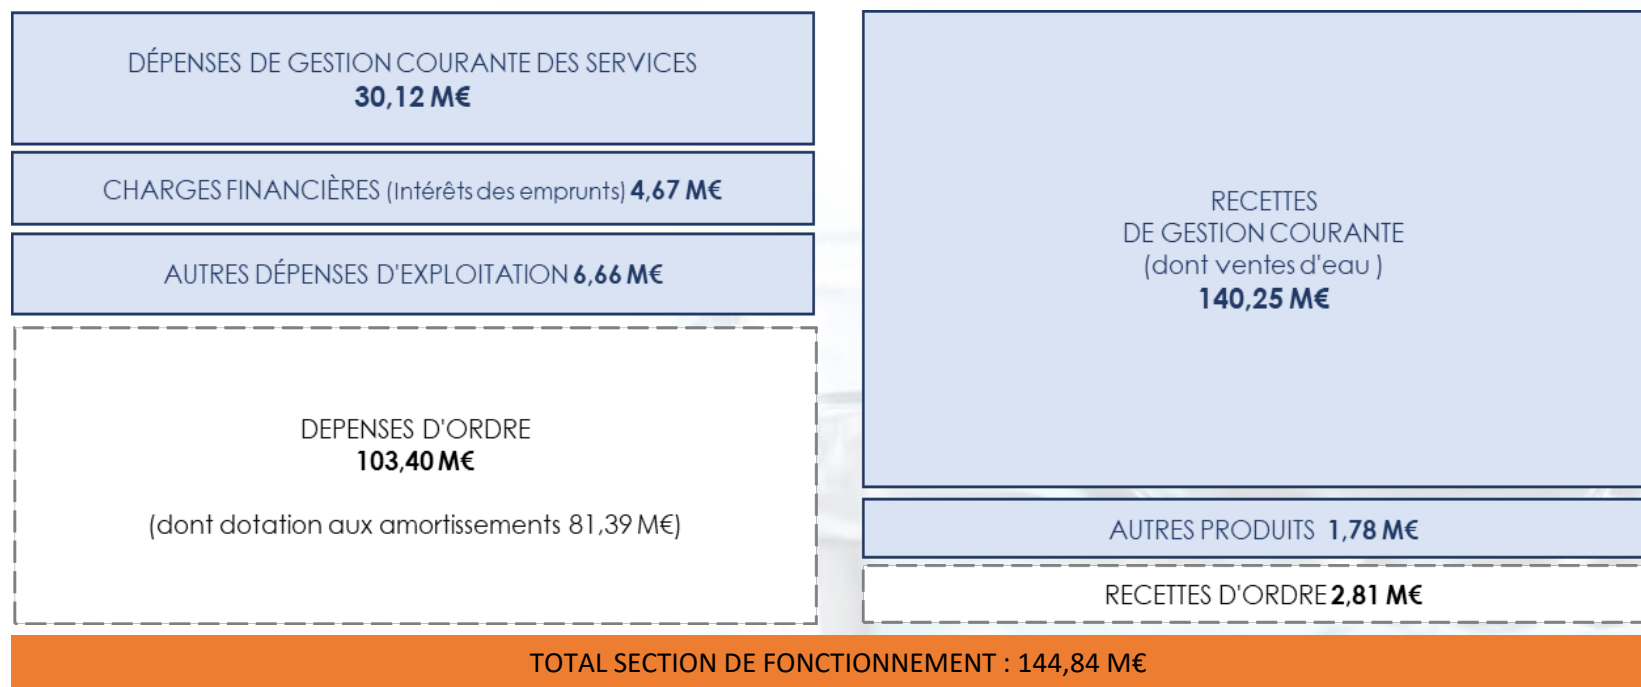 DÉPENSES DE GESTION COURANTE DES SERVICES
30,12 M€
CHARGES FINANCIÈRES (Intérêts des emprunts) 4,67 M€
AUTRES DÉPENSES D'EXPLOITATION 6,66 M€
DEPENSES D'ORDRE
103,40 M€
(dont dotation aux amortissements 81,39 M€)
RECETTES
DE GESTION COURANTE
(dont ventes d'eau )
140,25 M€
AUTRES PRODUITS 1,78 M€
RECETTES D'ORDRE 2,81 M€
TOTAL SECTION DE FONCTIONNEMENT : 144,84 M€